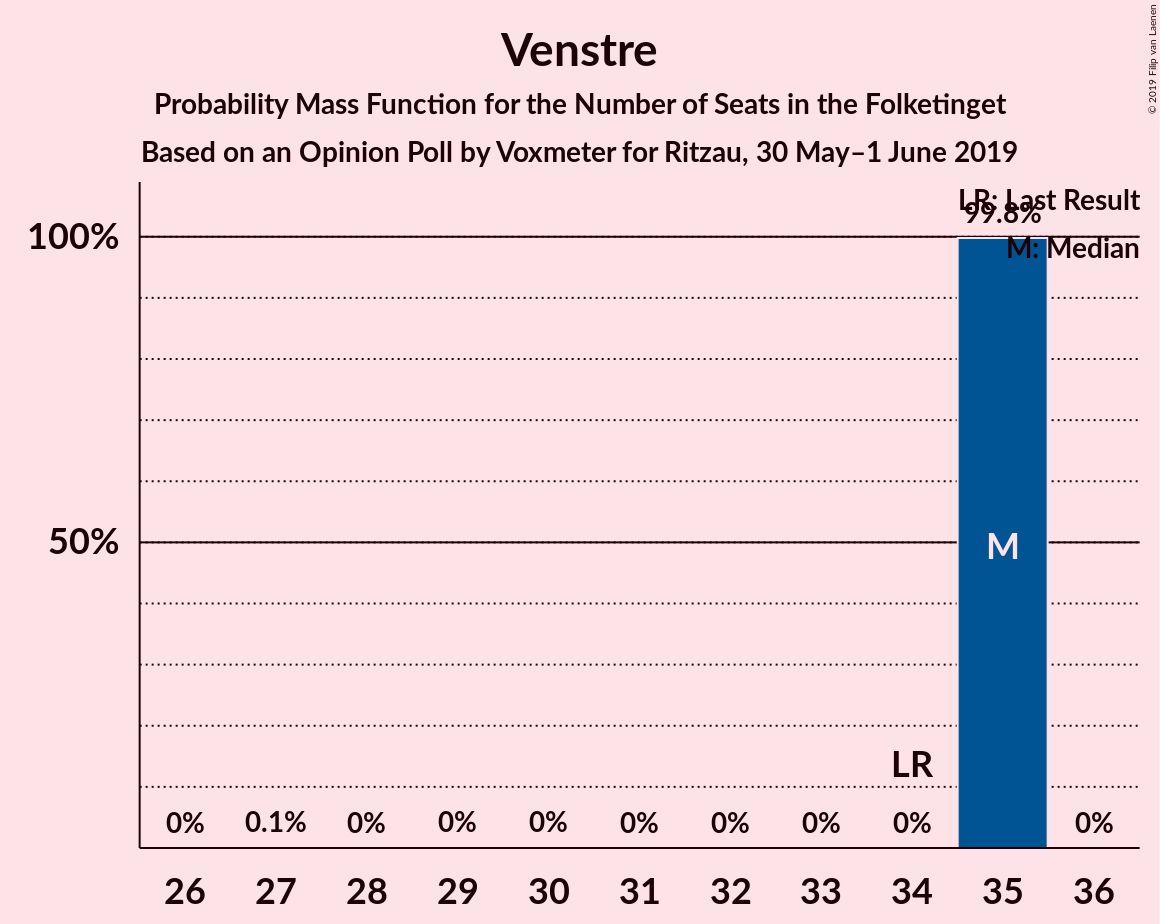 Venstre
Probability Mass Function for the Number of Seats in the Folketinget
Based on an Opinion Poll by Voxmeter for Ritzau, 30 May–1 June 2019
© 2019 Filip van Laenen
LR: Last Result
99.8%
M: Median
100%
50%
M
LR
0% 0.1% 0% 0% 0% 0% 0% 0% 0% 0%
26 27 28 29 30 31 32 33 34 35 36